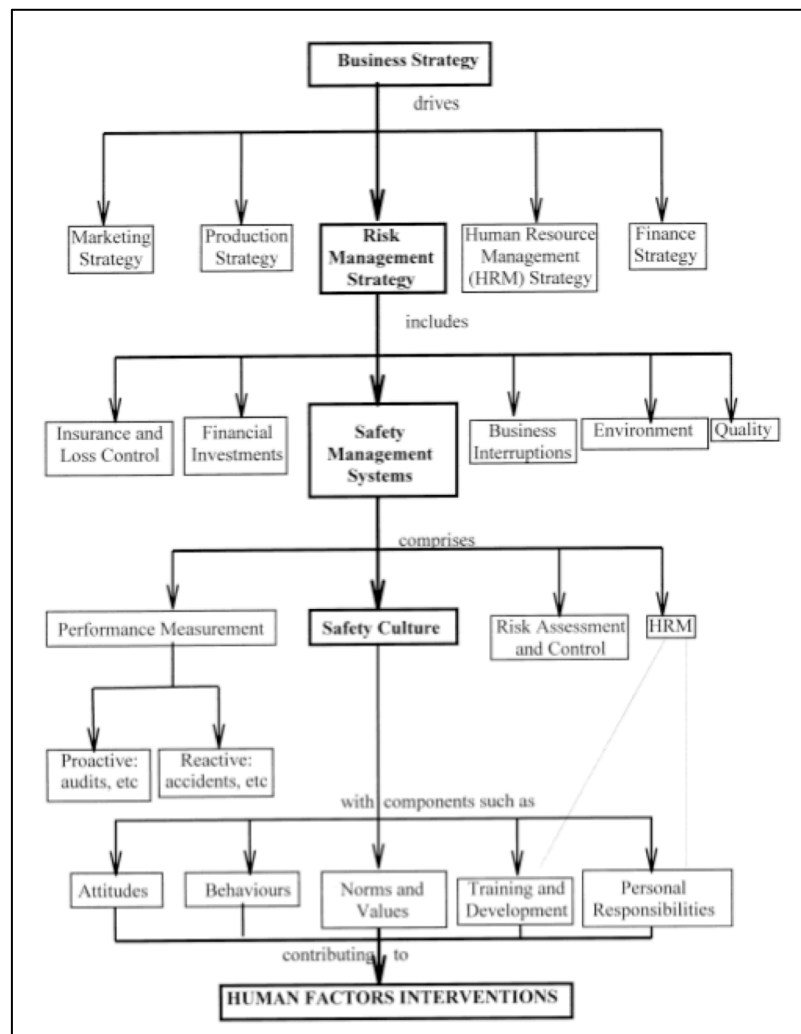 Business Strategy
drives
Marketing
Strategy
Production
Strategy
Risk
Management
Strategy
Human Resource
Management
(HRM) Strategy
Finance
Strategy
includes
Insurance and
Loss Control
Financial
Investments
Safety
Management
Systems
Business
Interruptions
Environment
Quality
comprises
Performance Measurement
Safety Culture
Risk Assessment
and Control
HRM
Proactive:
audits, etc
Reactive:
accidents, etc
with components such as
Attitudes
Behaviours
Norms and
Values
Training and
Development
Personal
Responsibilities
contributing to
HUMAN FACTORS INTERVENTIONS